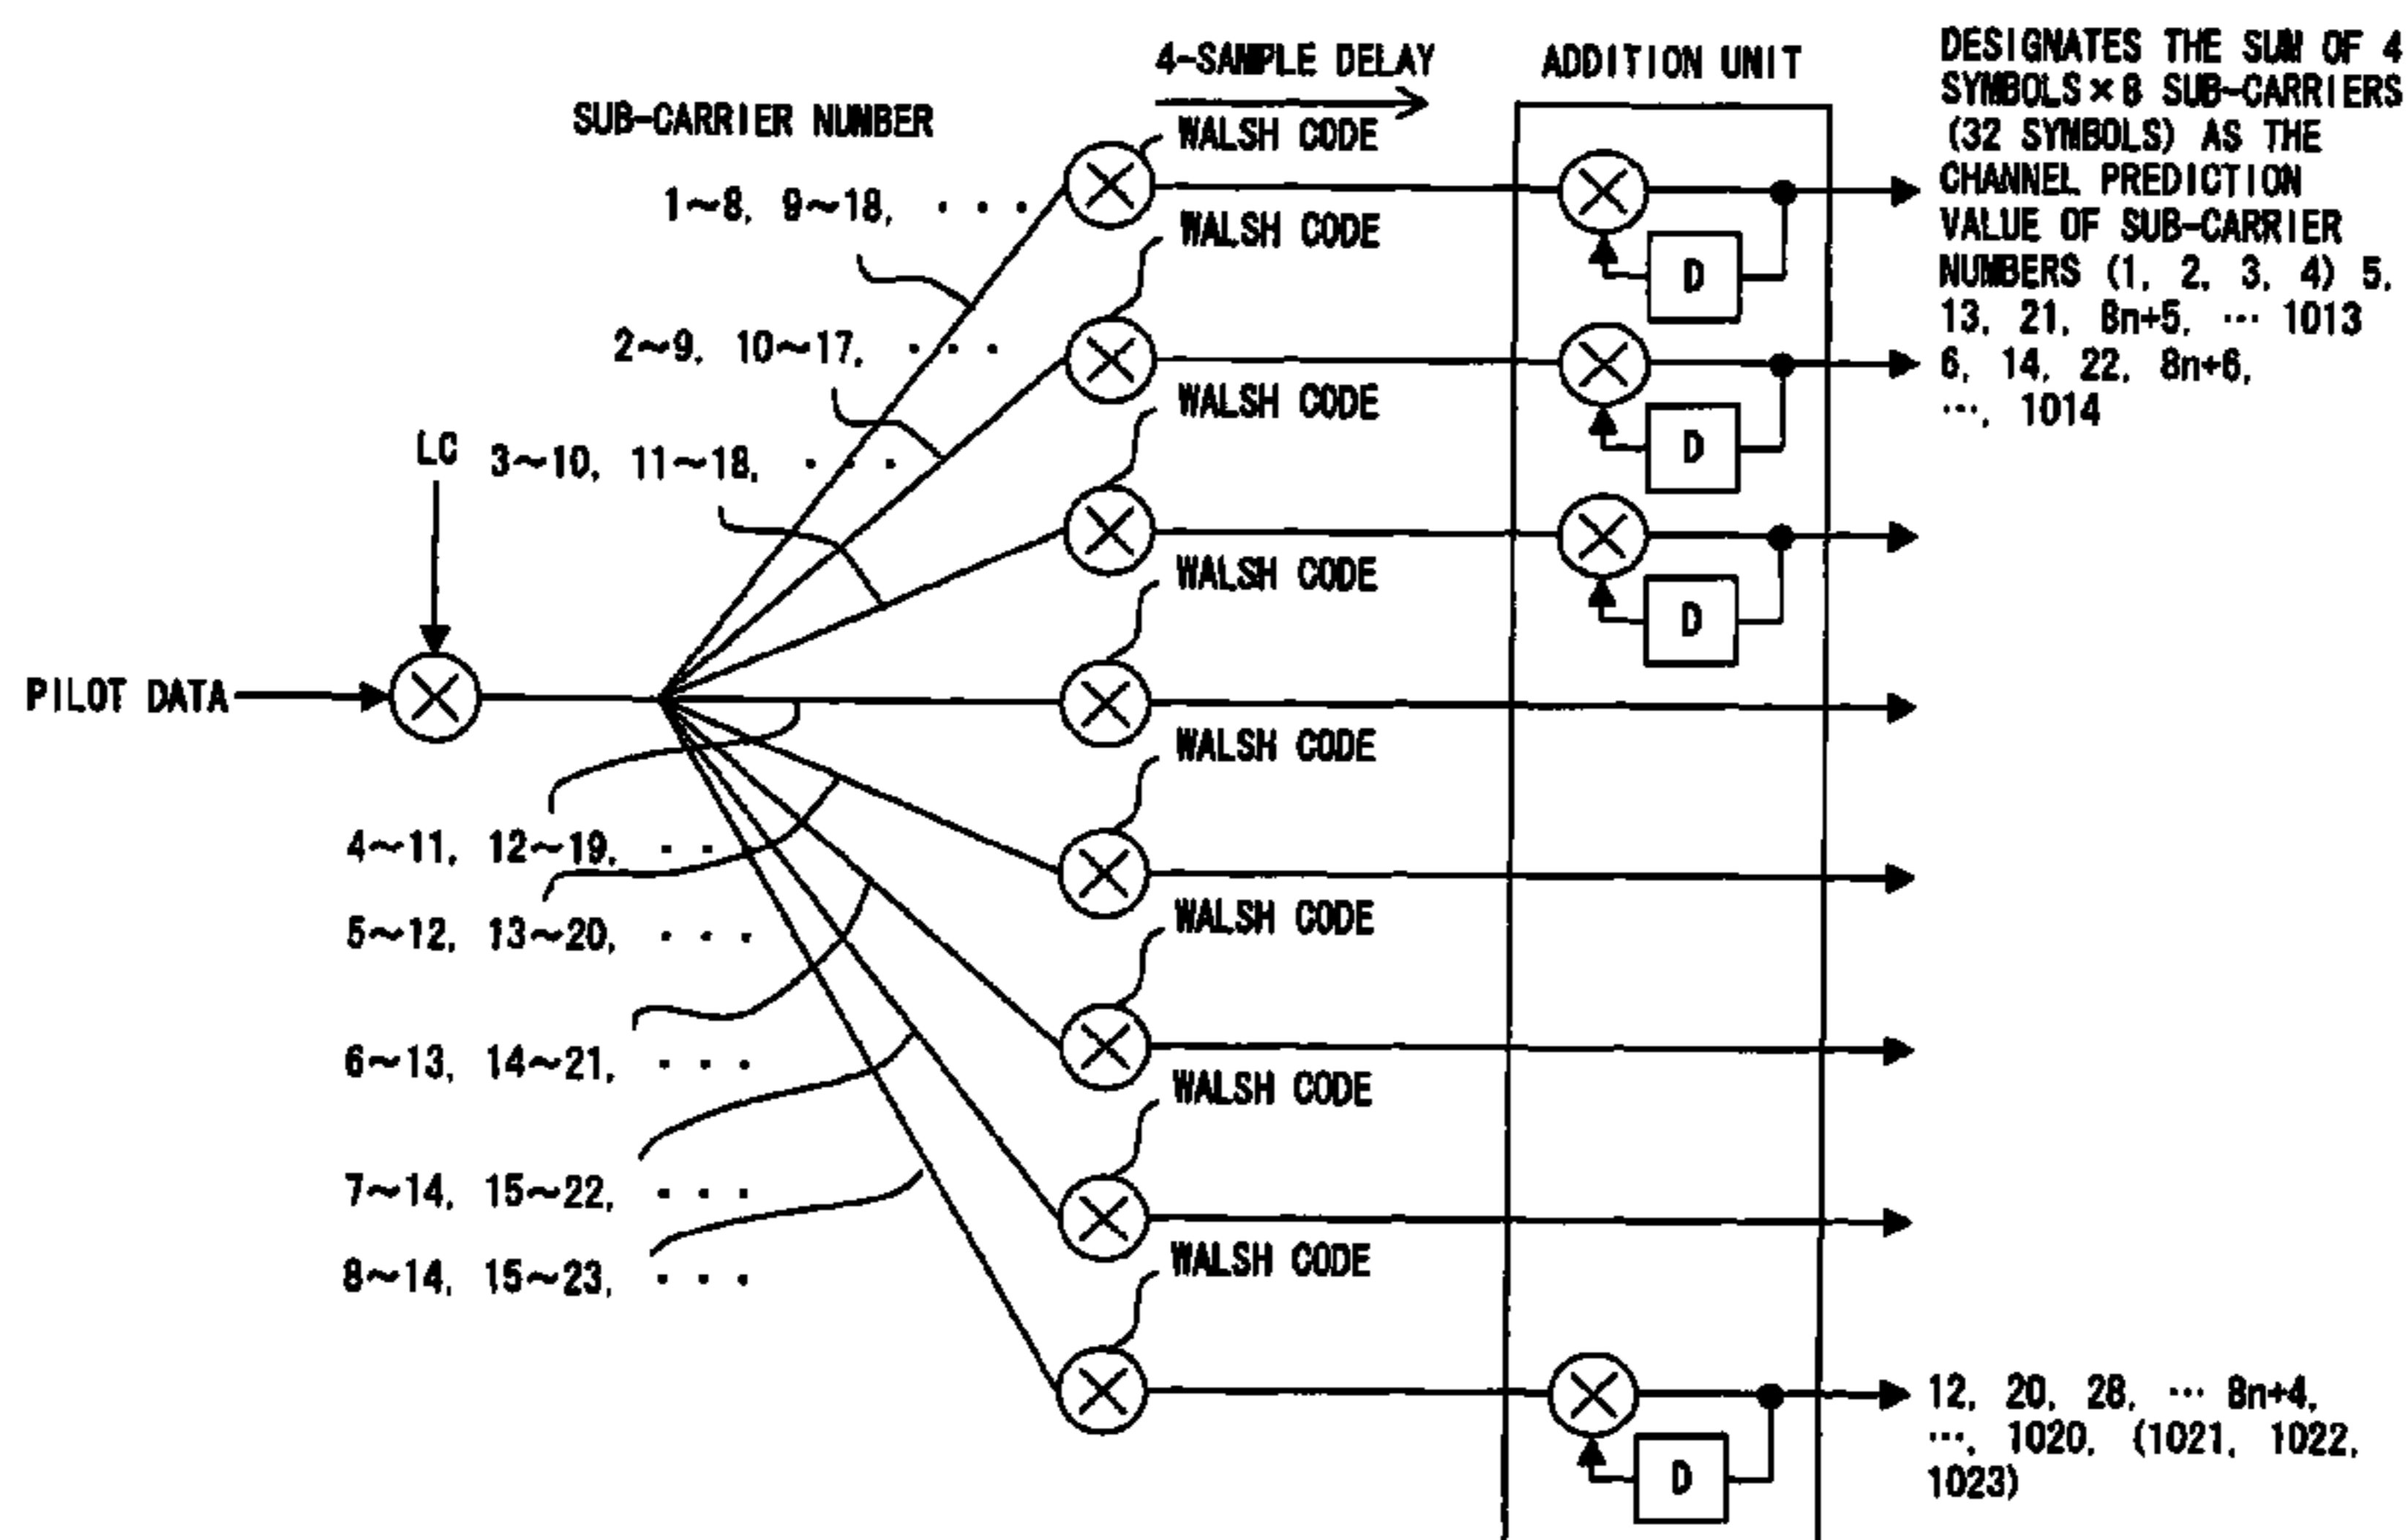 4-SAMPLE DELAY
ADDITION UNIT
DESIGNATES THE SUM OF 4
SYMBOLS×8 SUB-CARRIERS
(32 SYMBOLS) AS THE
CHANNEL PREDICTION
VALUE OF SUB-CARRIER
NUMBERS (1, 2, 3, 4) 5,
13, 21, 8n+5, ··· 1013
6, 14, 22, 8n+6,
···, 1014
SUB-CARRIER NUMBER
WALSH CODE
1~8, 9~18, · · ·
WALSH CODE
2~9, 10~17, · · ·
WALSH CODE
LC
3~10, 11~18, · · ·
WALSH CODE
PILOT DATA
WALSH CODE
4~11, 12~19, · · ·
5~12, 13~20, · · ·
WALSH CODE
6~13, 14~21, · · ·
WALSH CODE
7~14, 15~22, · · ·
8~14, 15~23, · · ·
WALSH CODE
D
D
D
D
12, 20, 28, ··· 8n+4,
···, 1020, (1021, 1022,
1023)